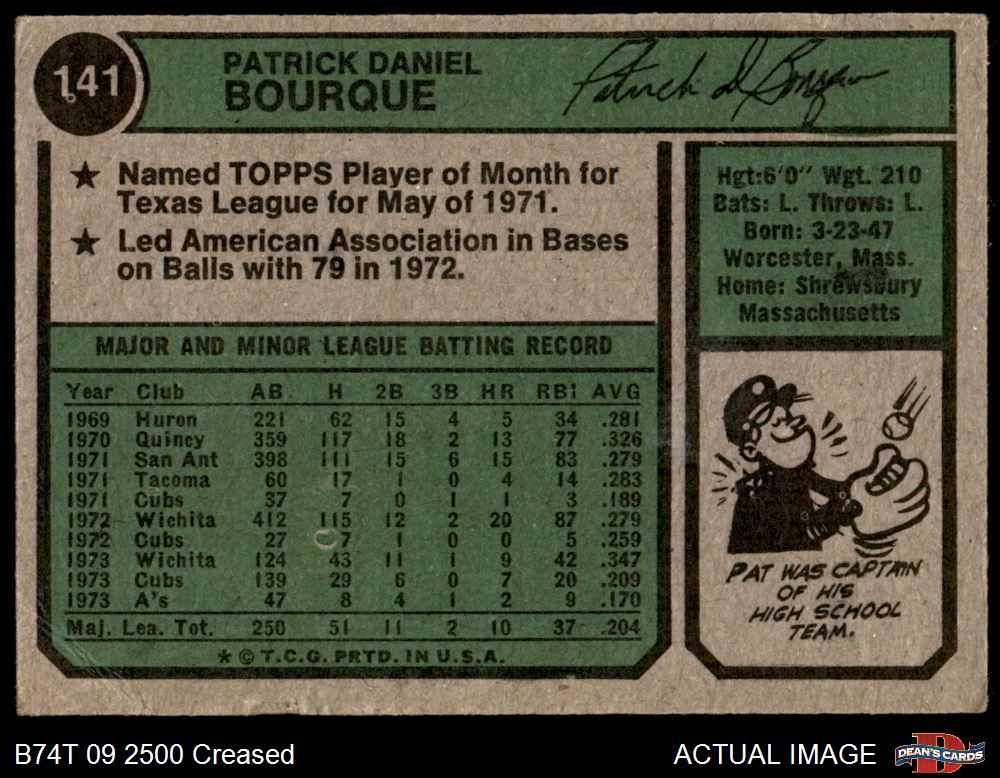 141
PATRICK DANIEL
BOURQUE
Patrick D Bourque
★ Named TOPPS Player of Month for
Texas League for May of 1971.
★ Led American Association in Bases
on Balls with 79 in 1972.
Hgt:6'0" Wgt. 210
Bats: L. Throws: L.
Born: 3-23-47
Worcester, Mass.
Home: Shrewsbury
Massachusetts
MAJOR AND MINOR LEAGUE BATTING RECORD
Year Club AB. H 2B 3B HR RBI AVG
1969 Huron 221 62 15 4 5 34 .281
1970 Quincy 359 117 18 2 13 77 .326
1971 San Ant 398 111 15 6 15 83 .279
1971 Tacoma 60 17 1 0 4 14 .283
1971 Cubs 37 7 0 1 1 3 .189
1972 Wichita 412 115 12 2 20 87 .279
1972 Cubs 27 7 1 0 0 5 .259
1973 Wichita 124 43 11 1 9 42 .347
1973 Cubs 139 29 6 0 7 20 .209
1973 A's 47 8 4 1 2 9 .170
Maj. Lea. Tot. 250 51 11 2 10 37 .204
* © T.C.G. PRTD. IN U.S.A.
PAT WAS CAPTAIN
OF HIS
HIGH SCHOOL
TEAM.
B74T 09 2500 Creased
ACTUAL IMAGE
DEAN'S CARDS